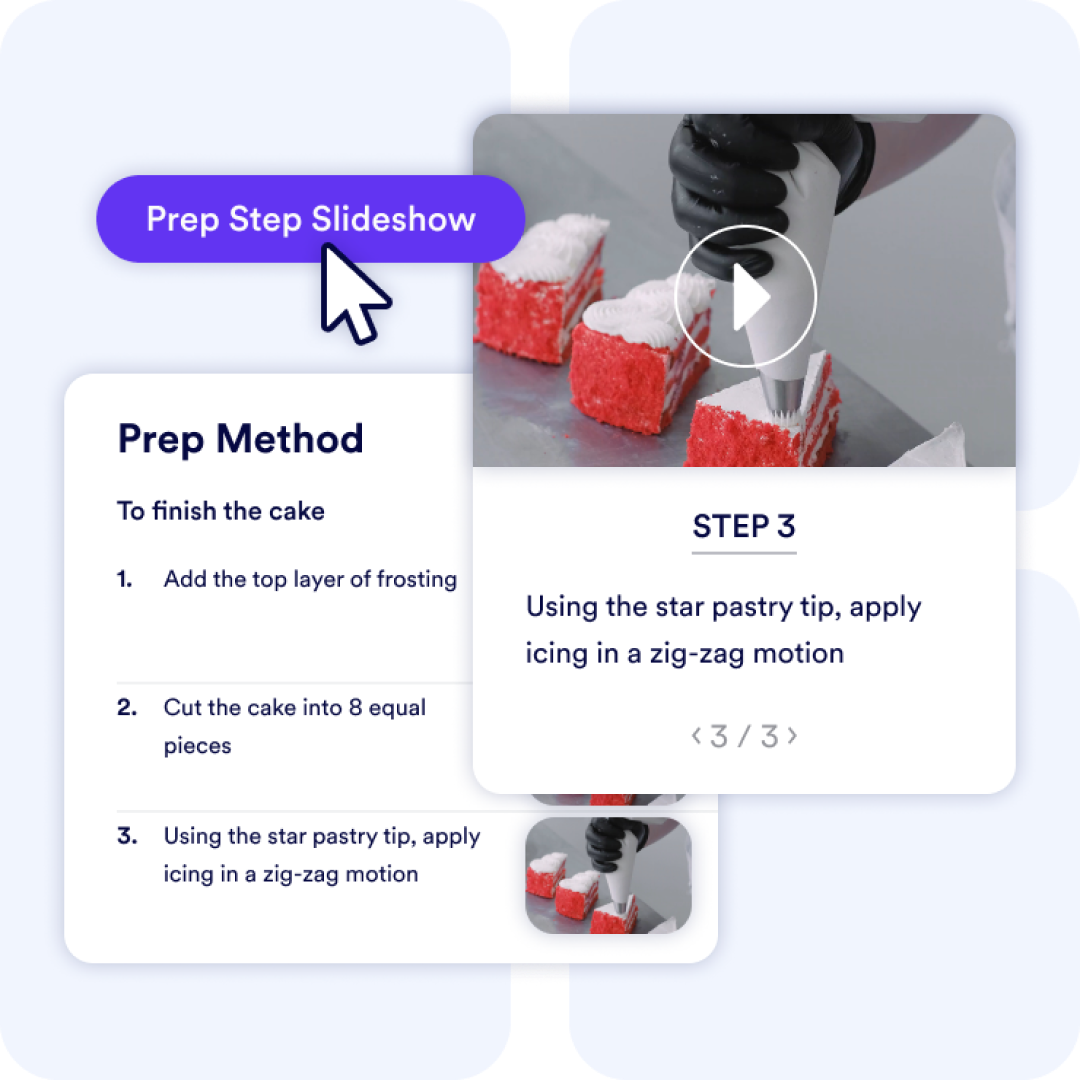 Prep Step Slideshow
Prep Method
To finish the cake
1. Add the top layer of frosting
2. Cut the cake into 8 equal
pieces
3. Using the star pastry tip, apply
icing in a zig-zag motion
STEP 3
Using the star pastry tip, apply
icing in a zig-zag motion
‹ 3 / 3 ›